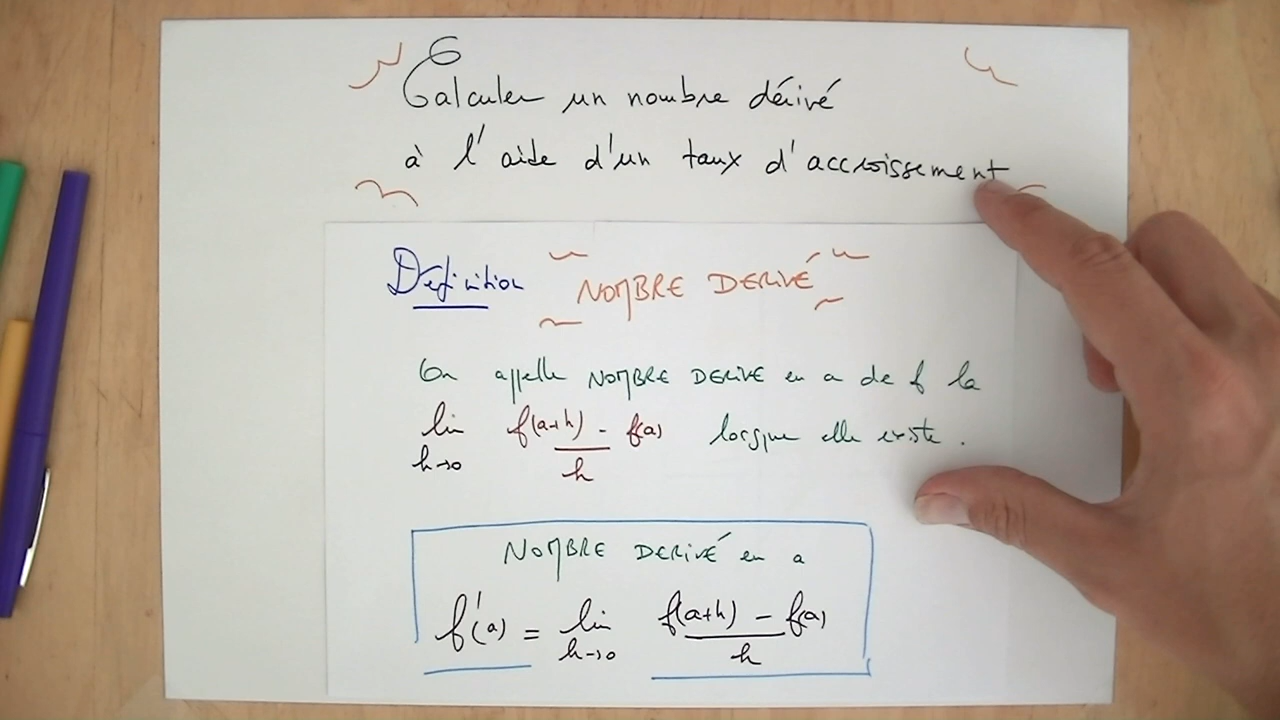 Calculer un nombre dérivé
à l'aide d'un taux d'accroissement
Définition NOMBRE DERIVÉ
On appelle NOMBRE DERIVE en a de f la
lim h→0 f(a+h) - f(a) / h lorsque elle existe.
NOMBRE DERIVÉ en a
f'(a) = lim h→0 f(a+h) - f(a) / h